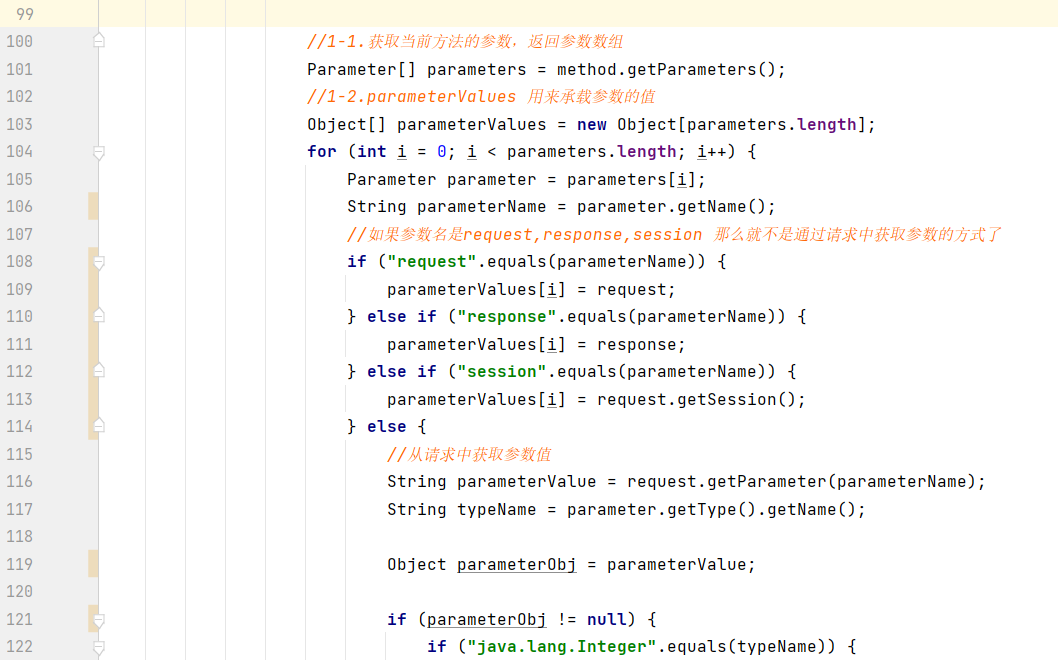 99
100 //1-1.获取当前方法的参数，返回参数数组
101 Parameter[] parameters = method.getParameters();
102 //1-2.parameterValues 用来承载参数的值
103 Object[] parameterValues = new Object[parameters.length];
104 for (int i = 0; i < parameters.length; i++) {
105 Parameter parameter = parameters[i];
106 String parameterName = parameter.getName();
107 //如果参数名是request,response,session 那么就不是通过请求中获取参数的方式了
108 if ("request".equals(parameterName)) {
109 parameterValues[i] = request;
110 } else if ("response".equals(parameterName)) {
111 parameterValues[i] = response;
112 } else if ("session".equals(parameterName)) {
113 parameterValues[i] = request.getSession();
114 } else {
115 //从请求中获取参数值
116 String parameterValue = request.getParameter(parameterName);
117 String typeName = parameter.getType().getName();
118
119 Object parameterObj = parameterValue;
120
121 if (parameterObj != null) {
122 if ("java.lang.Integer".equals(typeName)) {